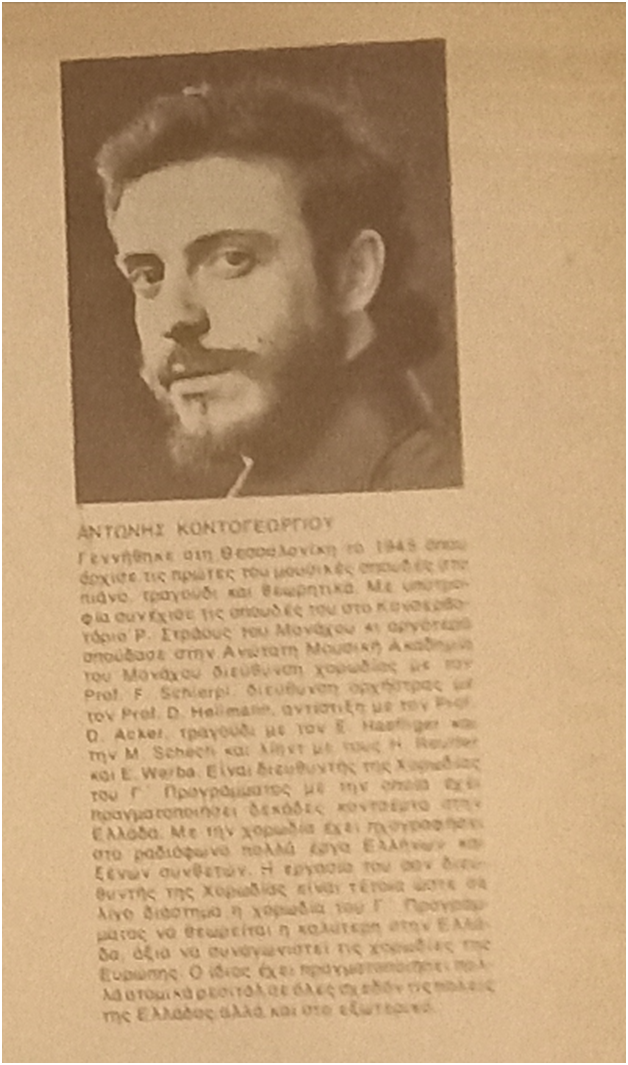 ΑΝΤΩΝΗΣ ΚΟΝΤΟΓΕΩΡΓΙΟΥ
Γεννήθηκε στη Θεσσαλονίκη το 1945 όπου
άρχισε τις πρώτες του μουσικές σπουδές στο
πιάνο, τραγούδι και θεωρητικά. Με υποτρο-
φία συνέχισε τις σπουδές του στο Κονσερβα-
τόριο Ρ. Στράους του Μονάχου κι αργότερα
σπούδασε στην Ανώτατη Μουσική Ακαδημία
του Μονάχου διεύθυνση χορωδίας με τον
Prof. F. διεύθυνση ορχήστρας με
τον Prof. D. Hellmann, αντίστιξη με τον Prof.
D. Acker, τραγούδι με τον E. Haefliger και
την M. Schech και λήντ με τους H. Reutter
και E. Werba. Είναι διευθυντής της Χορωδίας
του Γ΄ Προγράμματος με την οποία έχει
πραγματοποιήσει δεκάδες κοντσέρτα στην
Ελλάδα. Με την χορωδία έχει ηχογραφήσει
στο ραδιόφωνο πολλά έργα Ελλήνων και
ξένων συνθετών. Η εργασία του σαν διευ-
θυντής της Χορωδίας είναι τέτοια ώστε σε
λίγο διάστημα η χορωδία του Γ΄ Προγράμ-
ματος να θεωρείται η καλύτερη στην Ελλά-
δα, άξια να συναγωνιστεί τις χορωδίες της
Ευρώπης. Ο ίδιος έχει πραγματοποιήσει πολ-
λά ατομικά ρεσιτάλ σε όλες σχεδόν τις πόλεις
της Ελλάδος αλλά και στο εξωτερικό.